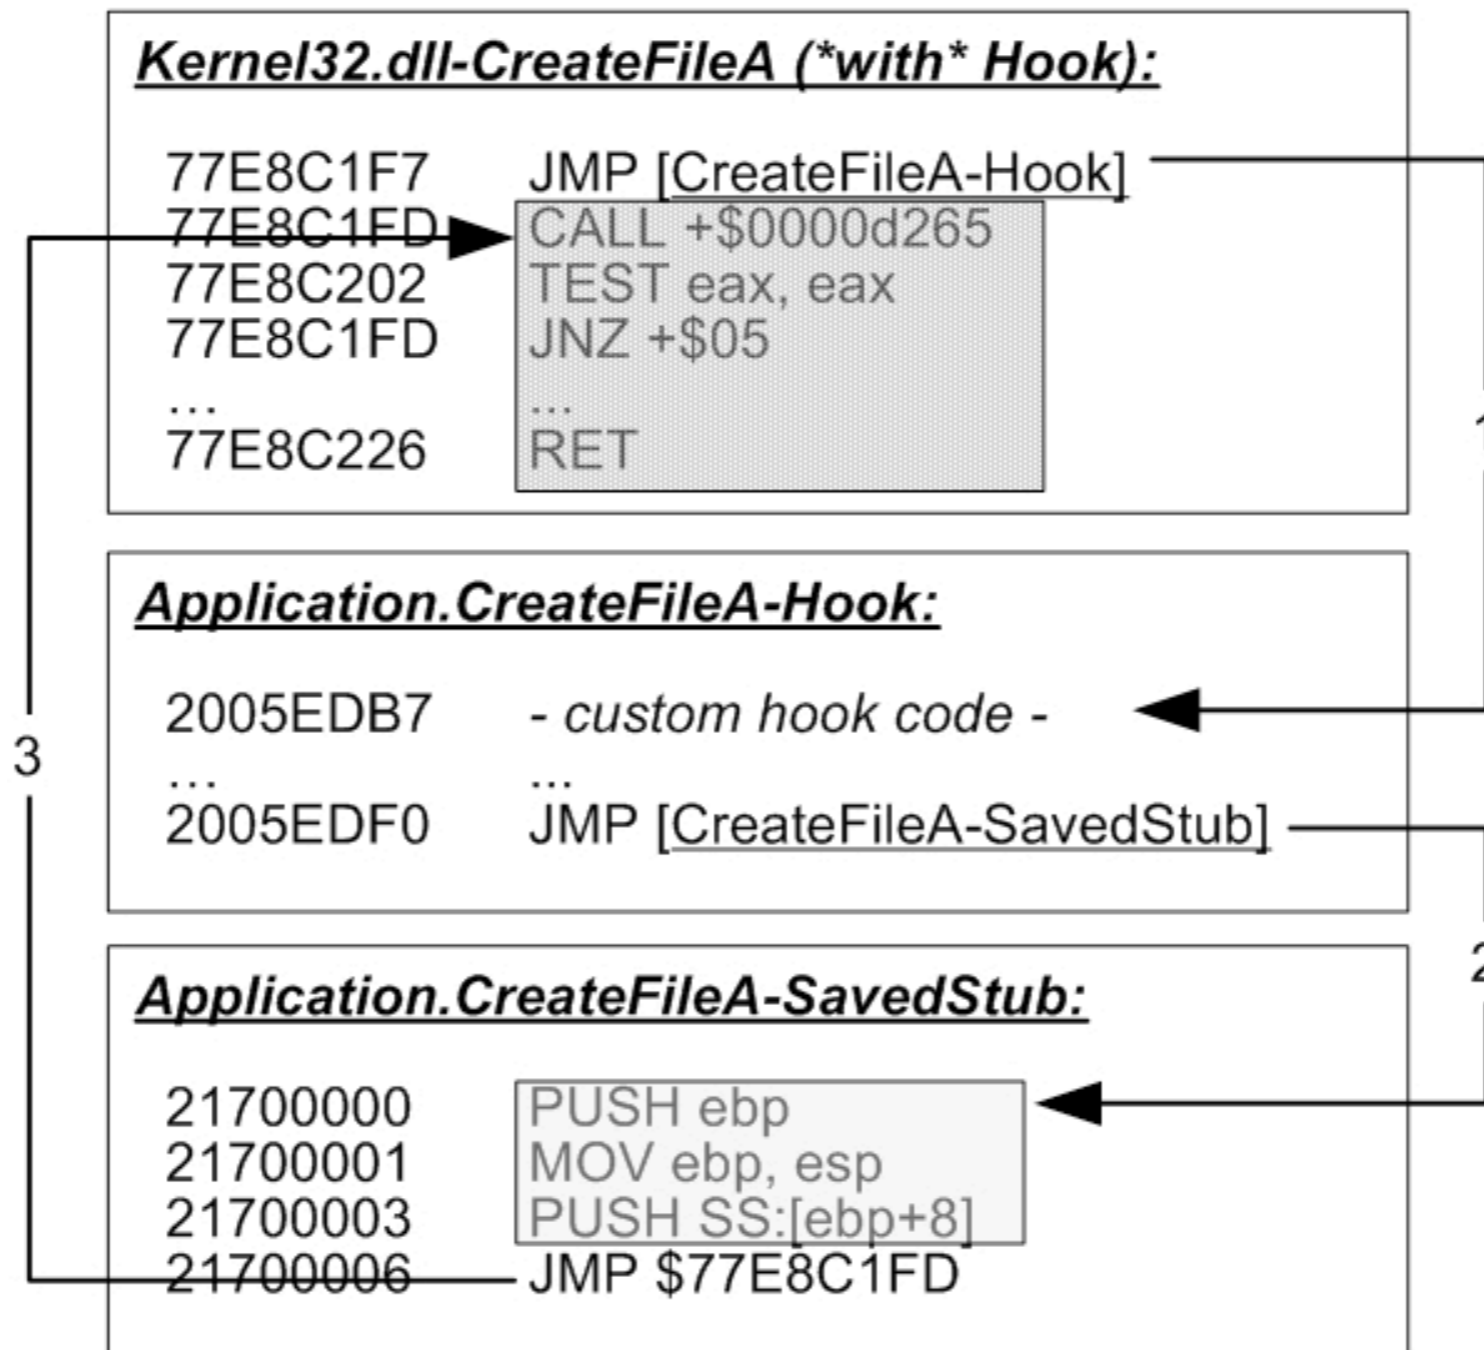 Kernel32.dll-CreateFileA (*with* Hook):
77E8C1F7 JMP [CreateFileA-Hook]
77E8C1FD CALL +$0000d265
77E8C202 TEST eax, eax
77E8C1FD JNZ +$05
... ...
77E8C226 RET
1
Application.CreateFileA-Hook:
2005EDB7 - custom hook code -
... ...
2005EDF0 JMP [CreateFileA-SavedStub]
3
2
Application.CreateFileA-SavedStub:
21700000 PUSH ebp
21700001 MOV ebp, esp
21700003 PUSH SS:[ebp+8]
21700006 JMP $77E8C1FD